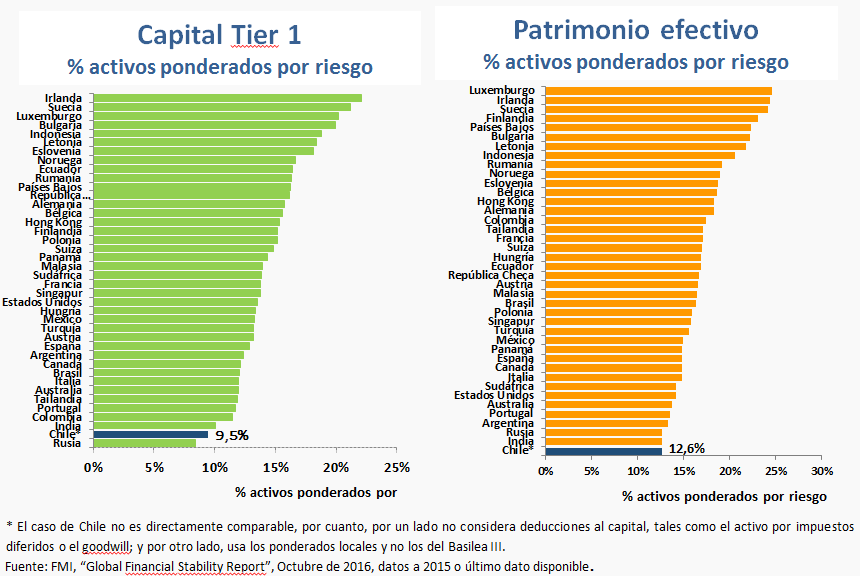 Capital Tier 1
% activos ponderados por riesgo
Irlanda
Suecia
Luxemburgo
Bulgaria
Indonesia
Letonia
Eslovenia
Noruega
Ecuador
Rumania
Países Bajos
República...
Alemania
Bélgica
Hong Kong
Finlandia
Polonia
Suiza
Panamá
Malasia
Sudáfrica
Francia
Singapur
Estados Unidos
Hungria
México
Turquia
Austria
España
Argentina
Canadá
Brasil
Italia
Australia
Tailandia
Portugal
Colombia
India
Chile* 9,5%
Rusia
0% 5% 10% 15% 20% 25%
% activos ponderados por
Patrimonio efectivo
% activos ponderados por riesgo
Luxemburgo
Irlanda
Suecia
Finlandia
Países Bajos
Bulgaria
Letonia
Indonesia
Rumania
Noruega
Eslovenia
Bélgica
Hong Kong
Alemania
Colombia
Tailandia
Francia
Suiza
Hungria
Ecuador
República Checa
Austria
Malasia
Brasil
Polonia
Singapur
Turquia
México
Panamá
España
Canadá
Italia
Sudáfrica
Estados Unidos
Australia
Portugal
Argentina
Rusia
India
Chile* 12,6%
0% 5% 10% 15% 20% 25% 30%
% activos ponderados por riesgo
* El caso de Chile no es directamente comparable, por cuanto, por un lado no considera deducciones al capital, tales como el activo por impuestos
diferidos o el goodwill; y por otro lado, usa los ponderados locales y no los del Basilea III.
Fuente: FMI, “Global Financial Stability Report”, Octubre de 2016, datos a 2015 o último dato disponible.